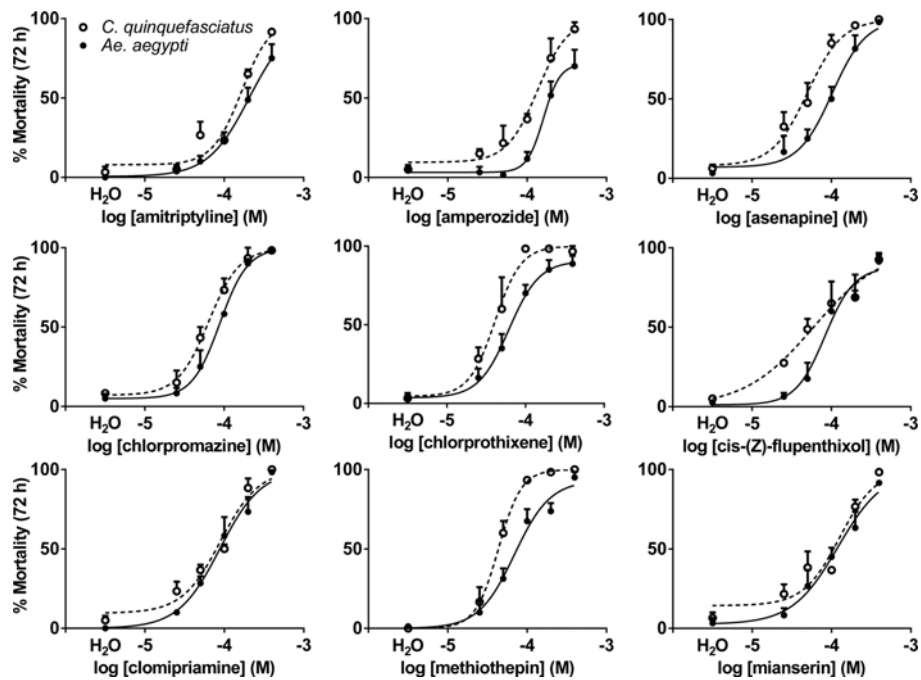 C. quinquefasciatus
Ae. aegypti
% Mortality (72 h)
100
50
0
H2O -5 -4 -3
log [amitriptyline] (M)
100
50
0
H2O -5 -4 -3
log [amperozide] (M)
100
50
0
H2O -5 -4 -3
log [asenapine] (M)
% Mortality (72 h)
100
50
0
H2O -5 -4 -3
log [chlorpromazine] (M)
100
50
0
H2O -5 -4 -3
log [chlorprothixene] (M)
100
50
0
H2O -5 -4 -3
log [cis-(Z)-flupenthixol] (M)
% Mortality (72 h)
100
50
0
H2O -5 -4 -3
log [clomipriamine] (M)
100
50
0
H2O -5 -4 -3
log [methiothepin] (M)
100
50
0
H2O -5 -4 -3
log [mianserin] (M)